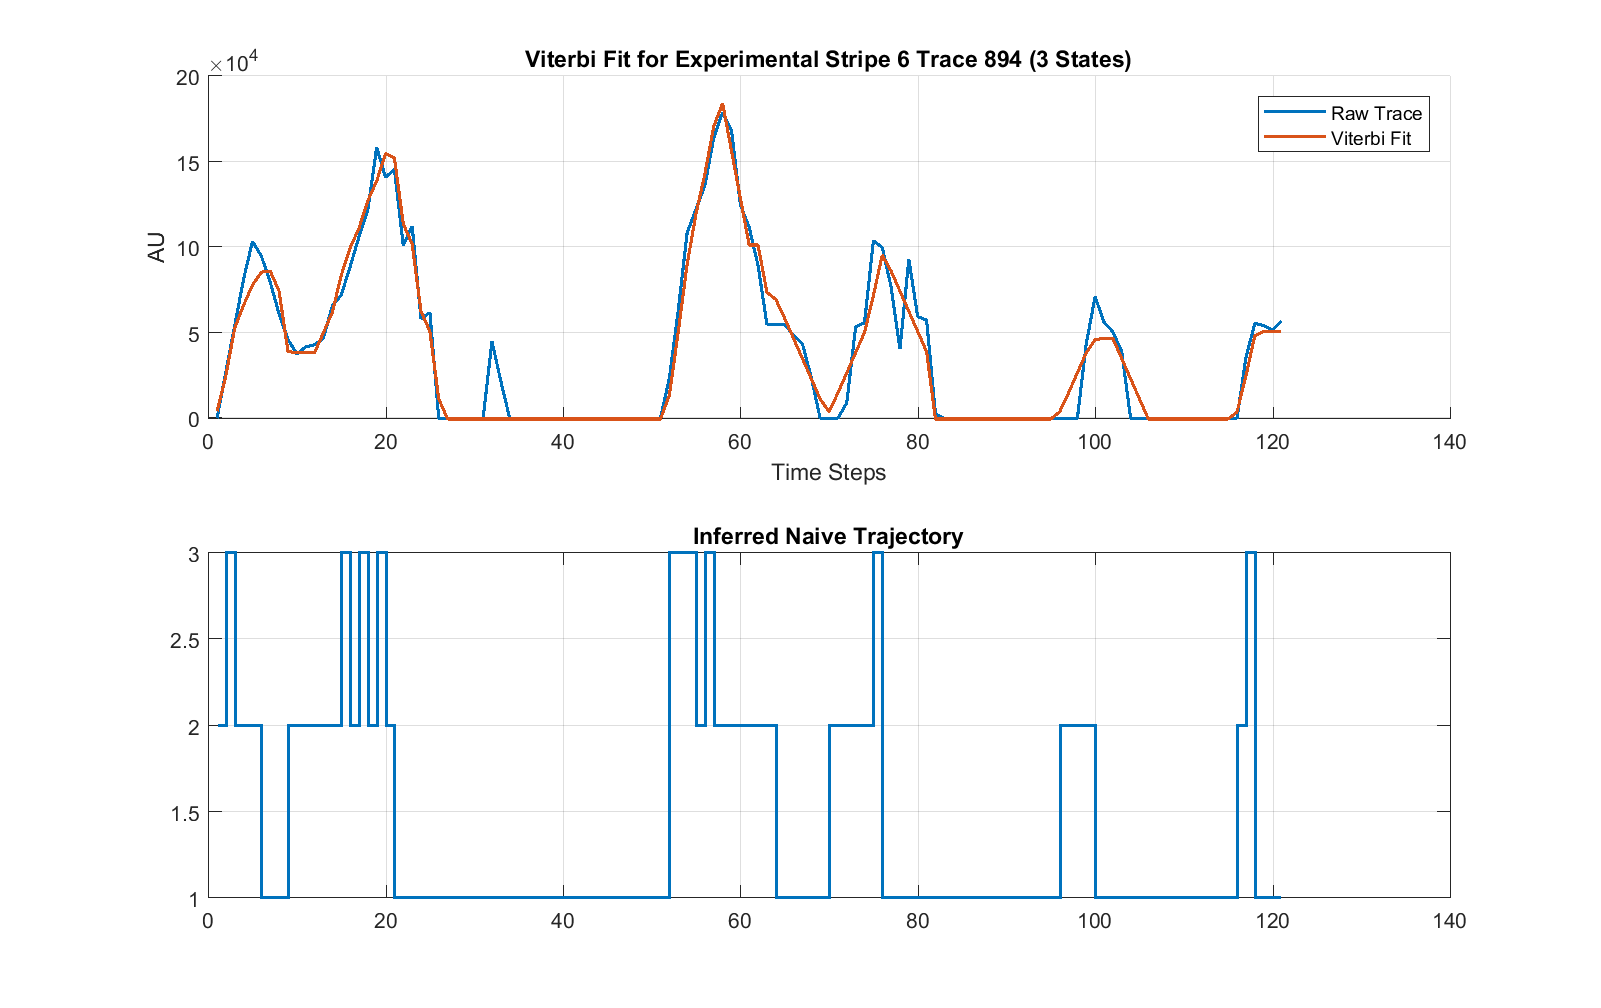 Viterbi Fit for Experimental Stripe 6 Trace 894 (3 States)
×10⁴
20
15
10
5
0
AU
Raw Trace
Viterbi Fit
0 20 40 60 80 100 120 140
Time Steps
Inferred Naive Trajectory
3
2.5
2
1.5
1
0 20 40 60 80 100 120 140